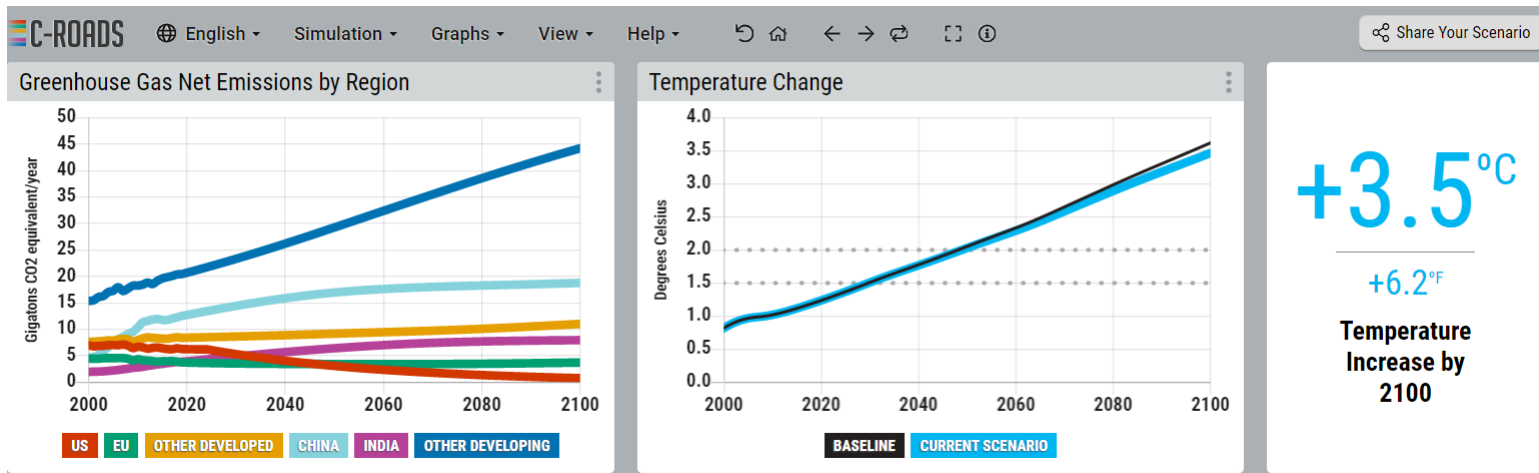 C-ROADS English Simulation Graphs View Help Share Your Scenario
Greenhouse Gas Net Emissions by Region
Gigatons CO2 equivalent/year
50
45
40
35
30
25
20
15
10
5
0
2000 2020 2040 2060 2080 2100
US EU OTHER DEVELOPED CHINA INDIA OTHER DEVELOPING
Temperature Change
Degrees Celsius
4.0
3.5
3.0
2.5
2.0
1.5
1.0
0.5
0.0
2000 2020 2040 2060 2080 2100
BASELINE CURRENT SCENARIO
+3.5°C
+6.2°F
Temperature
Increase by
2100